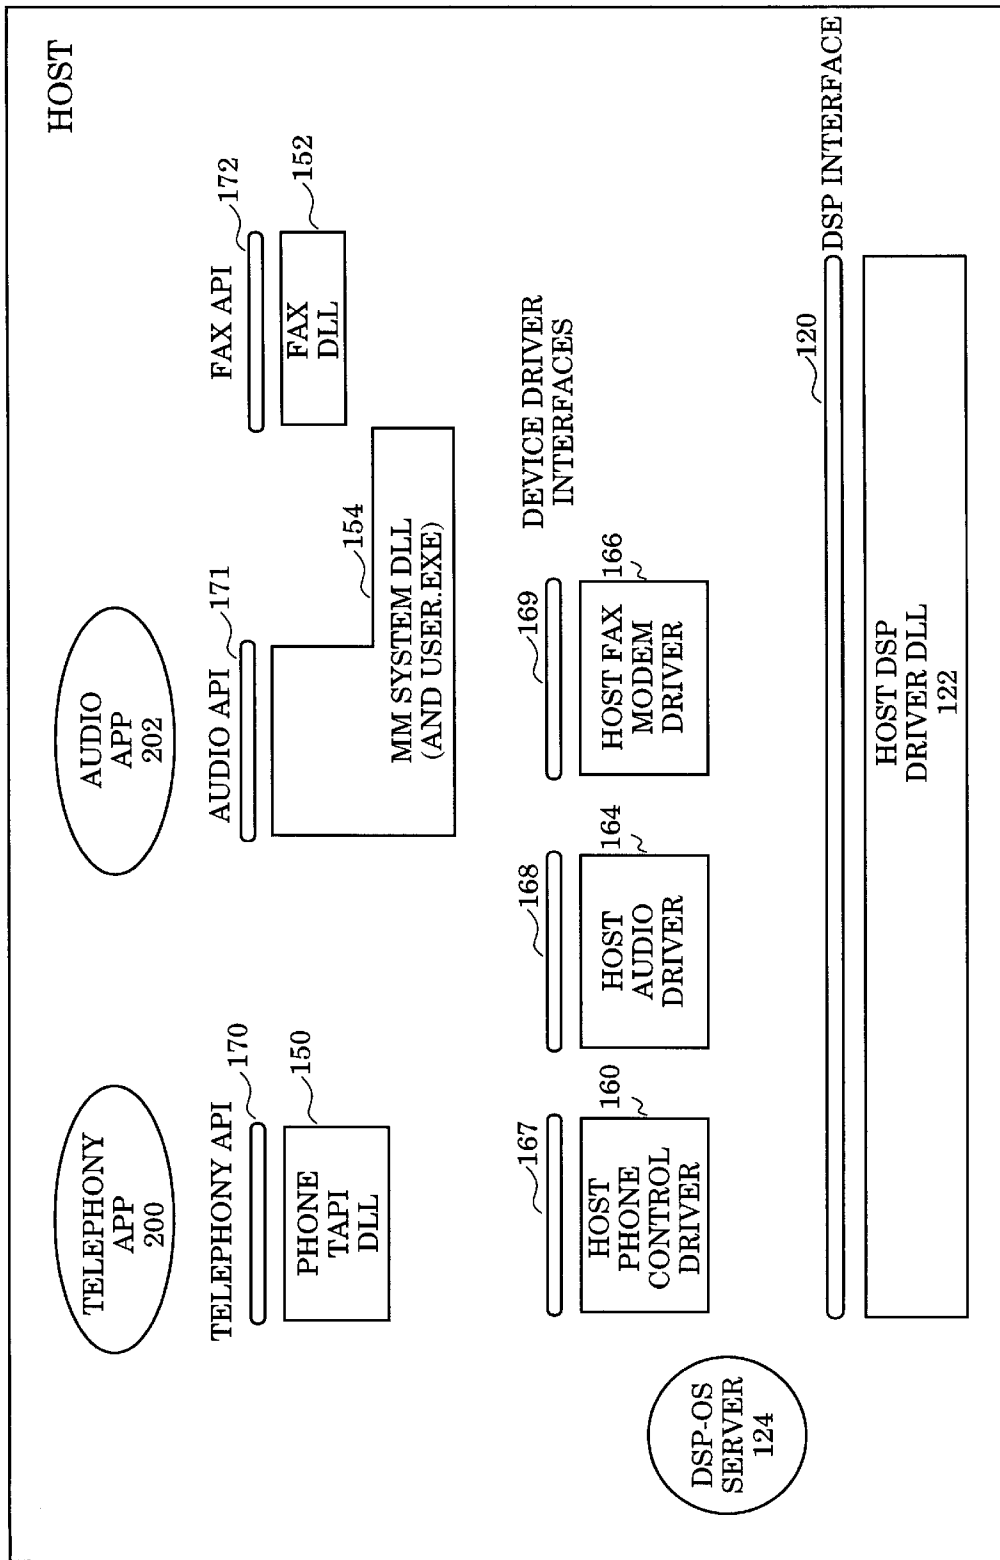 HOST
TELEPHONY
APP
200
AUDIO
APP
202
TELEPHONY API
170
AUDIO API
171
FAX API
172
PHONE
TAPI
DLL
150
154
MM SYSTEM DLL
(AND USER.EXE)
FAX
DLL
152
DEVICE DRIVER
INTERFACES
167
168
169
HOST
PHONE
CONTROL
DRIVER
160
HOST
AUDIO
DRIVER
164
HOST FAX
MODEM
DRIVER
166
DSP-OS
SERVER
124
120
DSP INTERFACE
HOST DSP
DRIVER DLL
122